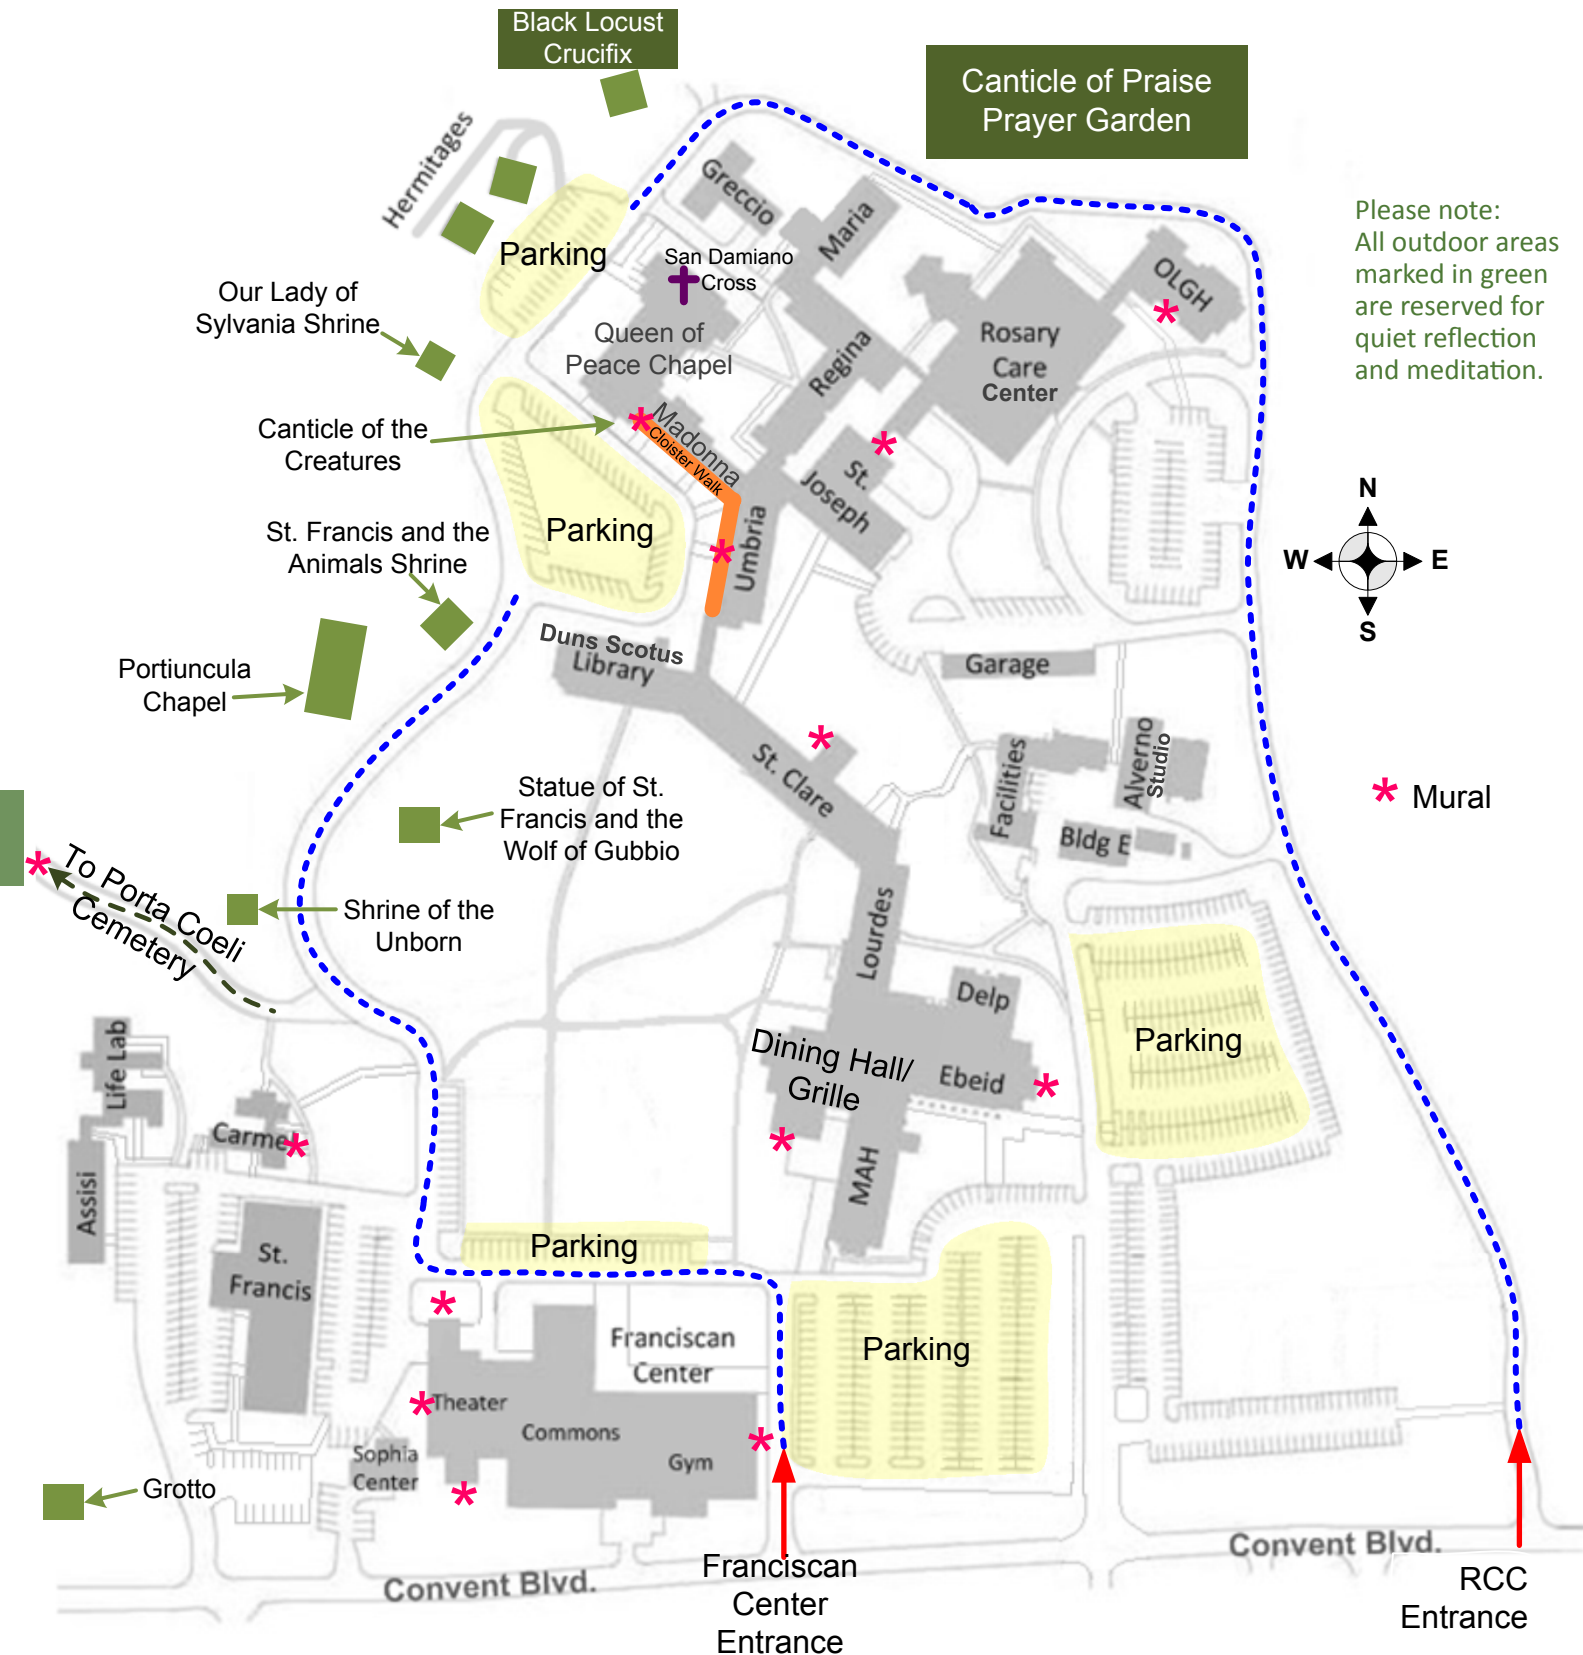 Black Locust
Crucifix
Canticle of Praise
Prayer Garden
Hermitages
Greccio
Maria
Please note:
All outdoor areas
marked in green
are reserved for
quiet reflection
and meditation.
Parking
San Damiano
Cross
OLGH
Our Lady of
Sylvania Shrine
Queen of
Peace Chapel
Regina
Rosary
Care
Center
Canticle of the
Creatures
Madonna
Cloister Walk
St.
Joseph
N
W
E
S
Parking
St. Francis and the
Animals Shrine
Umbria
Duns Scotus
Library
Garage
Portiuncula
Chapel
St. Clare
Facilities
Alverno
Studio
Statue of St.
Francis and the
Wolf of Gubbio
* Mural
Bldg E
To Porta Coeli
Cemetery
Shrine of the
Unborn
Lourdes
Delp
Life Lab
Dining Hall/
Grille
Ebeid
Parking
Carmel
Assisi
MAH
St.
Francis
Parking
Franciscan
Center
Parking
Theater
Commons
Gym
Sophia
Center
Grotto
Convent Blvd.
Convent Blvd.
Franciscan
Center
Entrance
RCC
Entrance